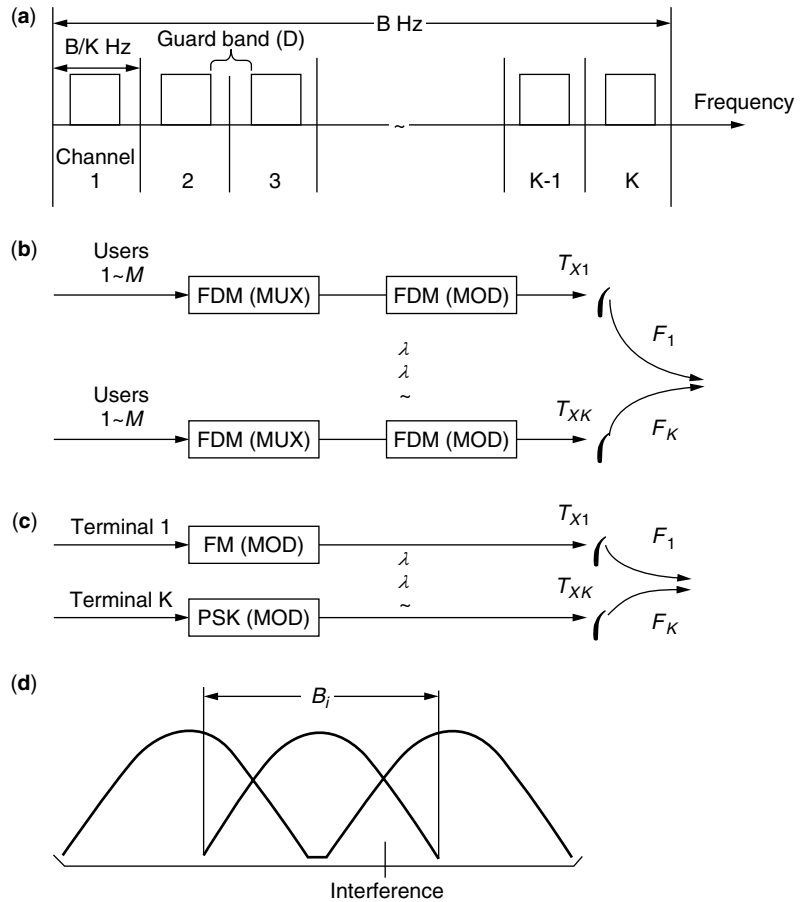 (a)
B Hz
B/K Hz
Guard band (D)
Frequency
~
Channel
1
2
3
K-1
K
(b)
Users
1~M
FDM (MUX)
FDM (MOD)
TX1
F1
λ
λ
~
Users
1~M
FDM (MUX)
FDM (MOD)
TXK
FK
(c)
Terminal 1
FM (MOD)
TX1
F1
λ
λ
~
Terminal K
PSK (MOD)
TXK
FK
(d)
Bi
Interference